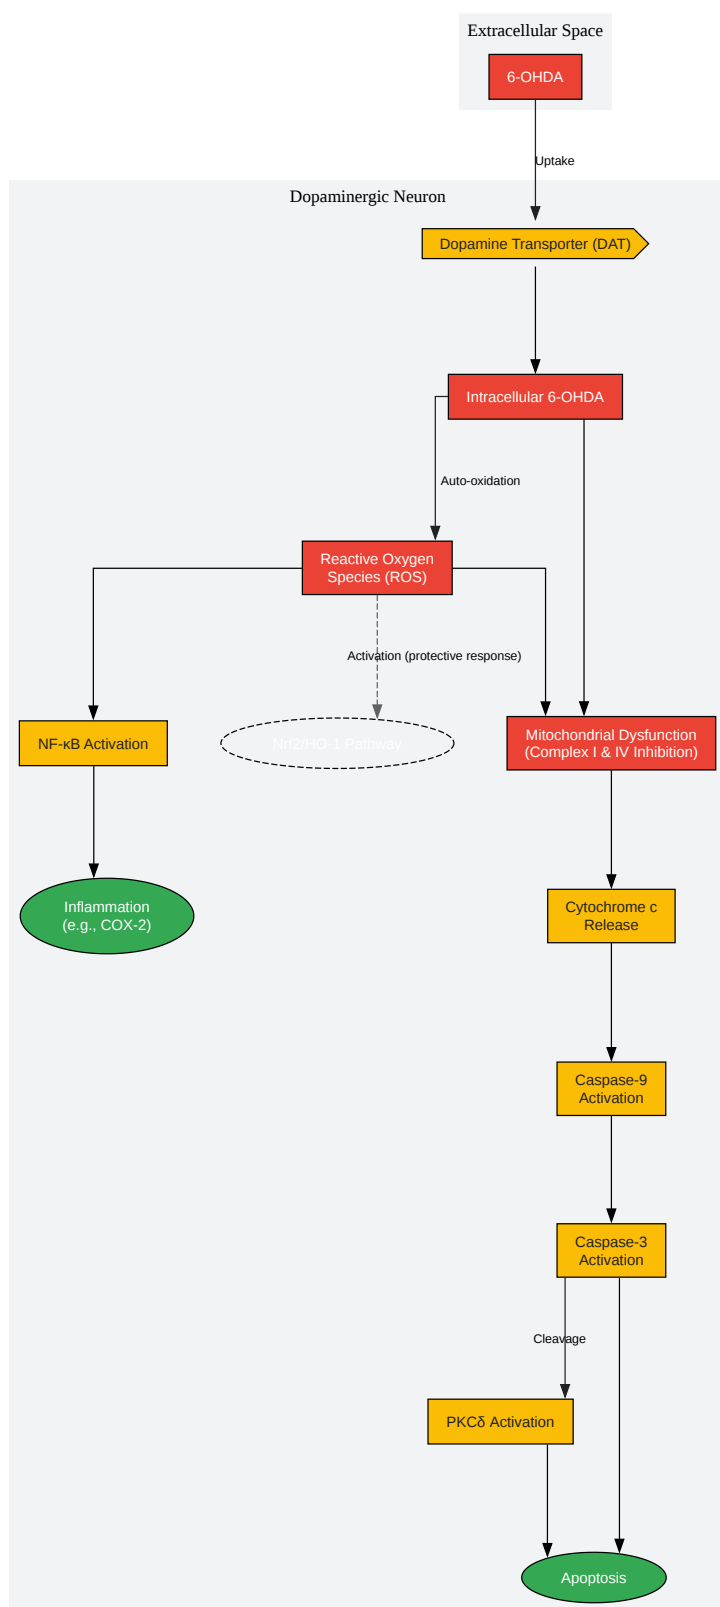 Extracellular Space
6-OHDA
Uptake
Dopaminergic Neuron
Dopamine Transporter (DAT)
Intracellular 6-OHDA
Auto-oxidation
Reactive Oxygen
Species (ROS)
Activation (protective response)
NF-κB Activation
Nrf2/HO-1 Pathway
Mitochondrial Dysfunction
(Complex I & IV Inhibition)
Inflammation
(e.g., COX-2)
Cytochrome c
Release
Caspase-9
Activation
Caspase-3
Activation
Cleavage
PKCδ Activation
Apoptosis